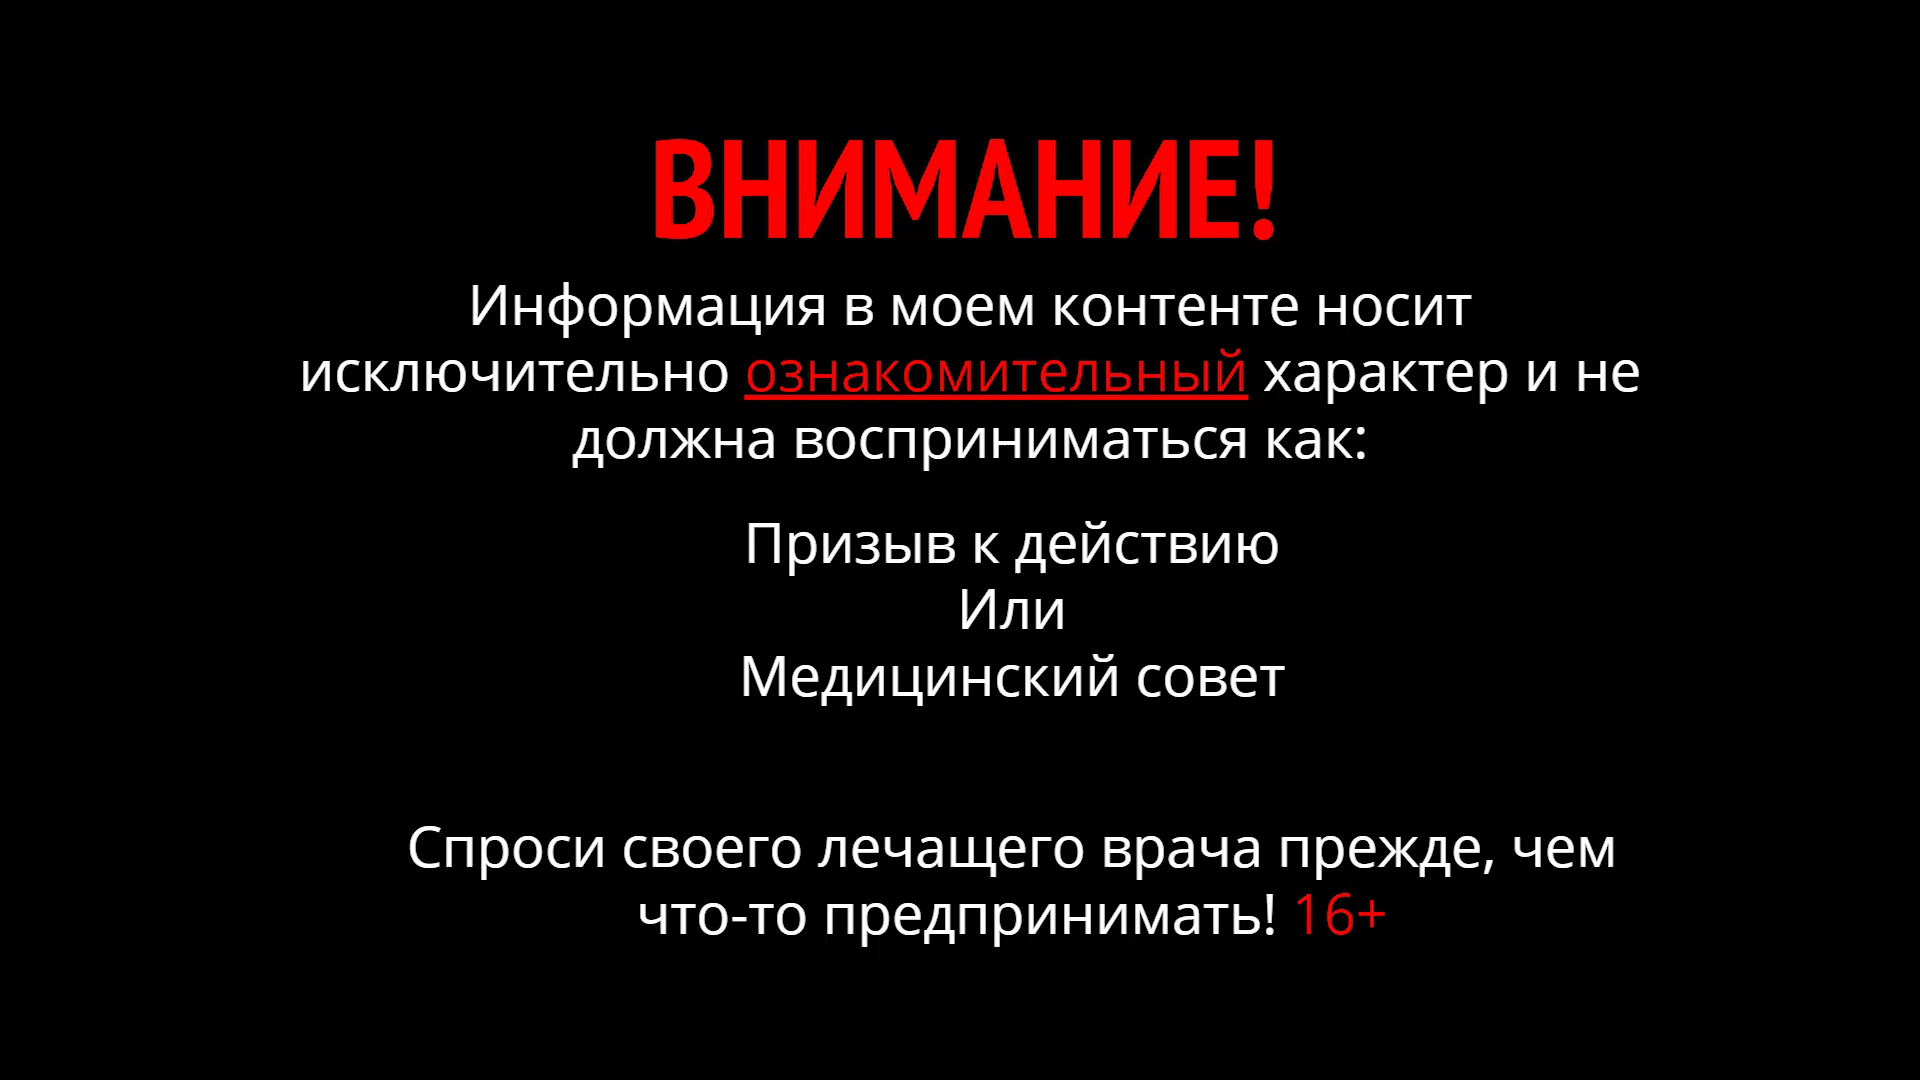 ВНИМАНИЕ!
Информация в моем контенте носит
исключительно ознакомительный характер и не
должна восприниматься как:
Призыв к действию
Или
Медицинский совет
Спроси своего лечащего врача прежде, чем
что-то предпринимать! 16+